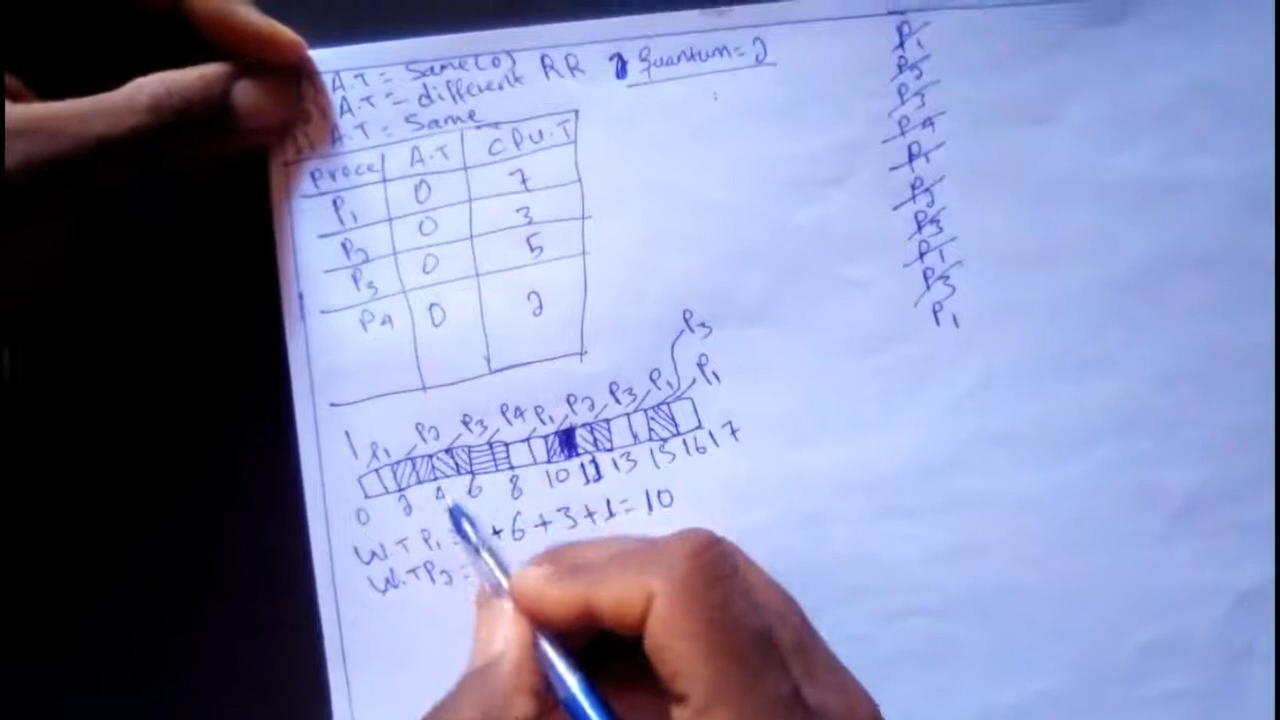 A.T = Same(0)
A.T = different RR Quantum = 2
A.T = Same
Proce A.T CPU.T
P1 0 7
P2 0 3
P3 0 5
P4 0 2
P1 P2 P3 P4 P1 P2 P3 P1 P3 P1
0 2 4 6 8 10 11 13 15 16 17
W.T P1 = +6+3+1=10
W.TP2 =
P1
P2
P3
P4
P1
P2
P3
P1
P3
P1